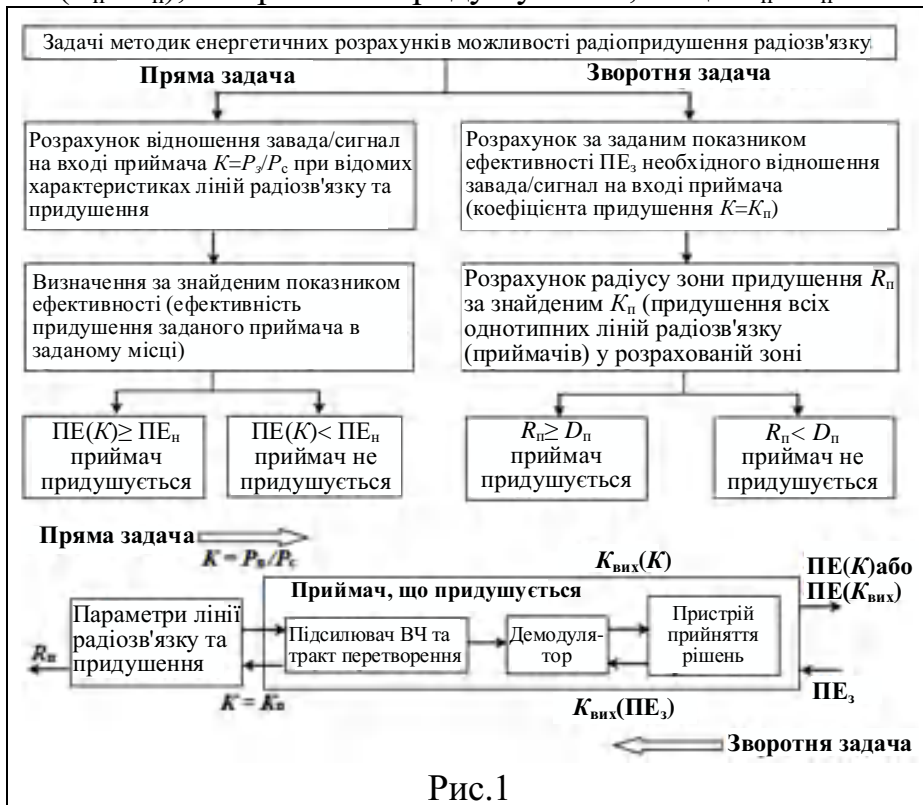 Задачі методик енергетичних розрахунків можливості радіопридушення радіозв'язку
Пряма задача
Зворотня задача
Розрахунок відношення завада/сигнал
на вході приймача K=Pз/Pс при відомих
характеристиках ліній радіозв'язку та
придушення
Розрахунок за заданим показником
ефективності ПЕз необхідного відношення
завада/сигнал на вході приймача
(коефіцієнта придушення K=Kп)
Визначення за знайденим показником
ефективності (ефективність
придушення заданого приймача в
заданому місці)
Розрахунок радіусу зони придушення Rп
за знайденим Kп (придушення всіх
однотипних ліній радіозв'язку
(приймачів) у розрахованій зоні
ПЕ(K)≥ ПЕн
приймач
придушується
ПЕ(K)< ПЕн
приймач не
придушується
Rп≥ Dп
приймач
придушується
Rп< Dп
приймач не
придушується
Пряма задача
K = Pп/Pс
Kвих(K)
ПЕ(K)або
ПЕ(Kвих)
Приймач, що придушується
Параметри лінії
радіозв'язку та
придушення
Підсилювач ВЧ та
тракт перетворення
Демодуля-
тор
Пристрій
прийняття
рішень
Rп
K = Kп
Kвих(ПЕз)
ПЕз
Зворотня задача
Рис.1